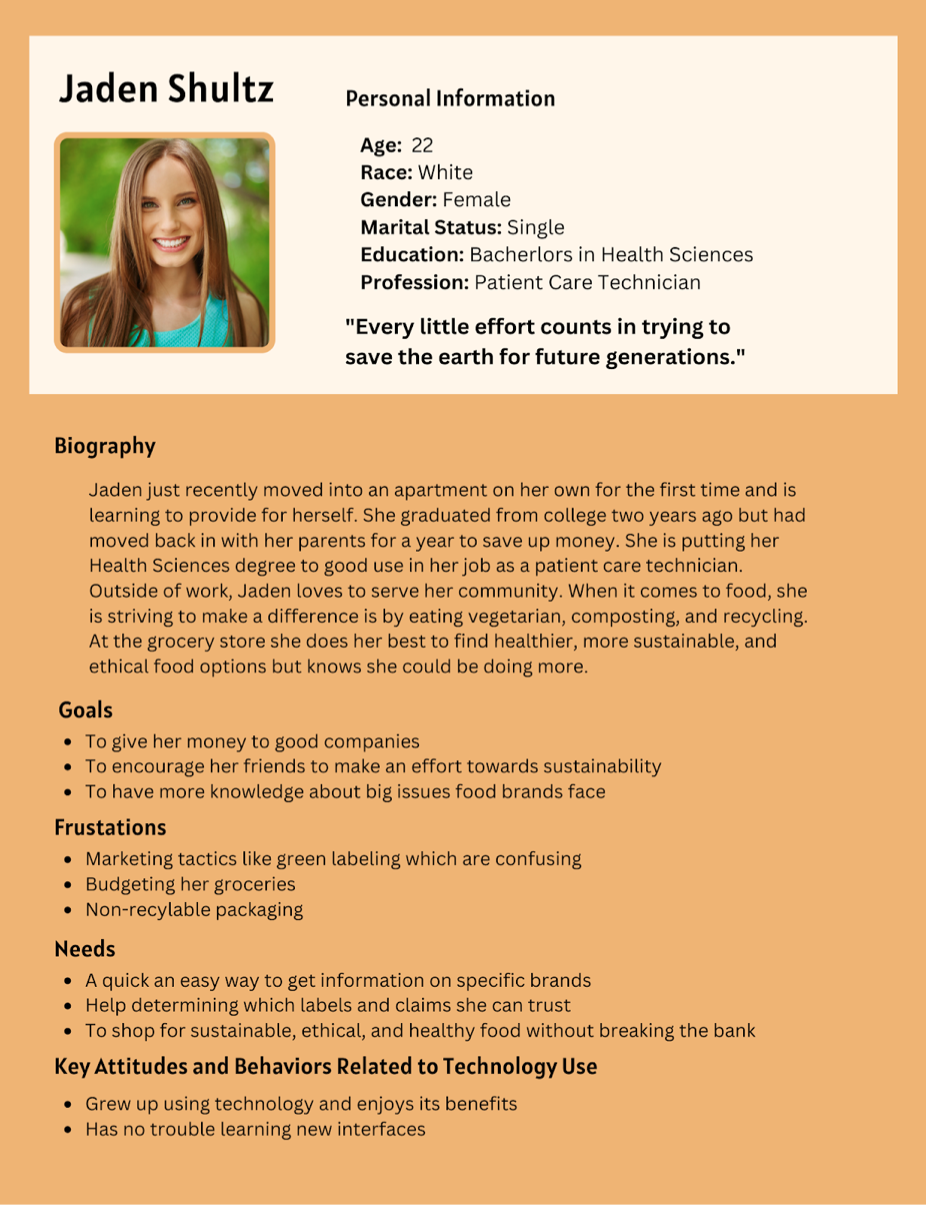 Jaden Shultz
Personal Information
Age: 22
Race: White
Gender: Female
Marital Status: Single
Education: Bacherlors in Health Sciences
Profession: Patient Care Technician
"Every little effort counts in trying to
save the earth for future generations."
Biography
Jaden just recently moved into an apartment on her own for the first time and is
learning to provide for herself. She graduated from college two years ago but had
moved back in with her parents for a year to save up money. She is putting her
Health Sciences degree to good use in her job as a patient care technician.
Outside of work, Jaden loves to serve her community. When it comes to food, she
is striving to make a difference is by eating vegetarian, composting, and recycling.
At the grocery store she does her best to find healthier, more sustainable, and
ethical food options but knows she could be doing more.
Goals
• To give her money to good companies
• To encourage her friends to make an effort towards sustainability
• To have more knowledge about big issues food brands face
Frustations
• Marketing tactics like green labeling which are confusing
• Budgeting her groceries
• Non-recylable packaging
Needs
• A quick an easy way to get information on specific brands
• Help determining which labels and claims she can trust
• To shop for sustainable, ethical, and healthy food without breaking the bank
Key Attitudes and Behaviors Related to Technology Use
• Grew up using technology and enjoys its benefits
• Has no trouble learning new interfaces